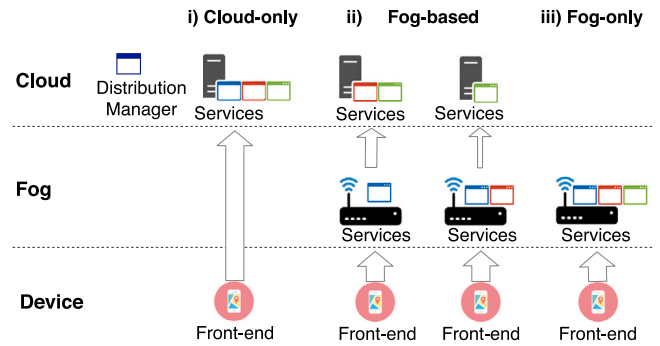 i) Cloud-only ii) Fog-based iii) Fog-only
Cloud
Distribution
Manager
Services Services Services
Fog
Services Services Services
Device
Front-end Front-end Front-end Front-end